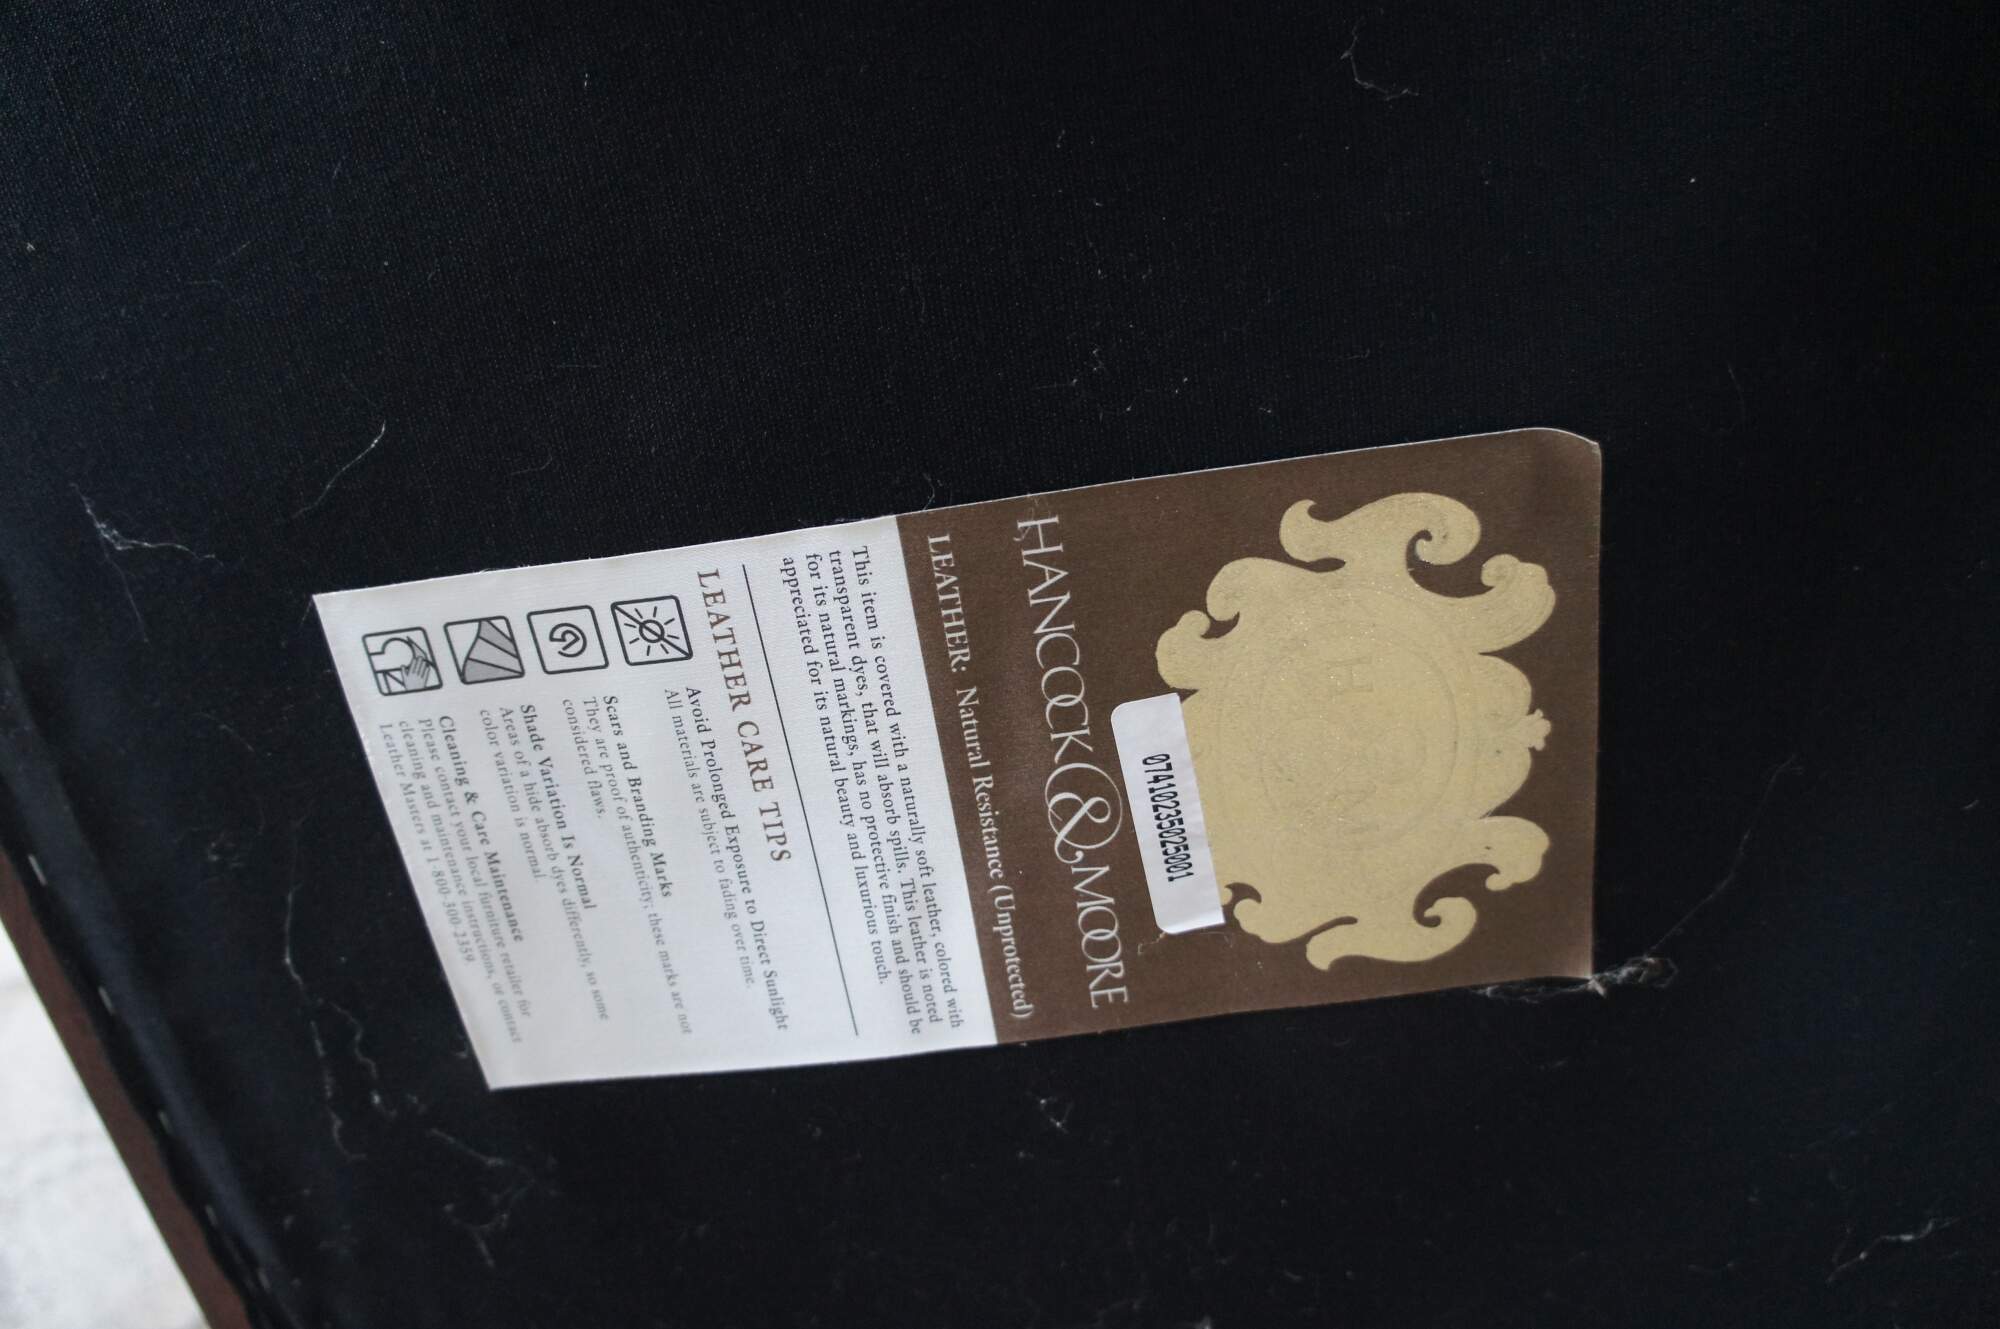 07410235025001
HANCOCK & MOORE
LEATHER: Natural Resistance (Unprotected)
This item is covered with a naturally soft leather, colored with
transparent dyes, that will absorb spills. This leather is noted
for its natural markings, has no protective finish and should be
appreciated for its natural beauty and luxurious touch.
LEATHER CARE TIPS
Avoid Prolonged Exposure to Direct Sunlight
All materials are subject to fading over time.
Scars and Branding Marks
They are proof of authenticity; these marks are not
considered flaws.
Shade Variation Is Normal
Areas of a hide absorb dyes differently, so some
color variation is normal.
Cleaning & Care Maintenance
Please contact your local furniture retailer for
cleaning and maintenance instructions, or contact
Leather Masters at 1-800-300-2359.